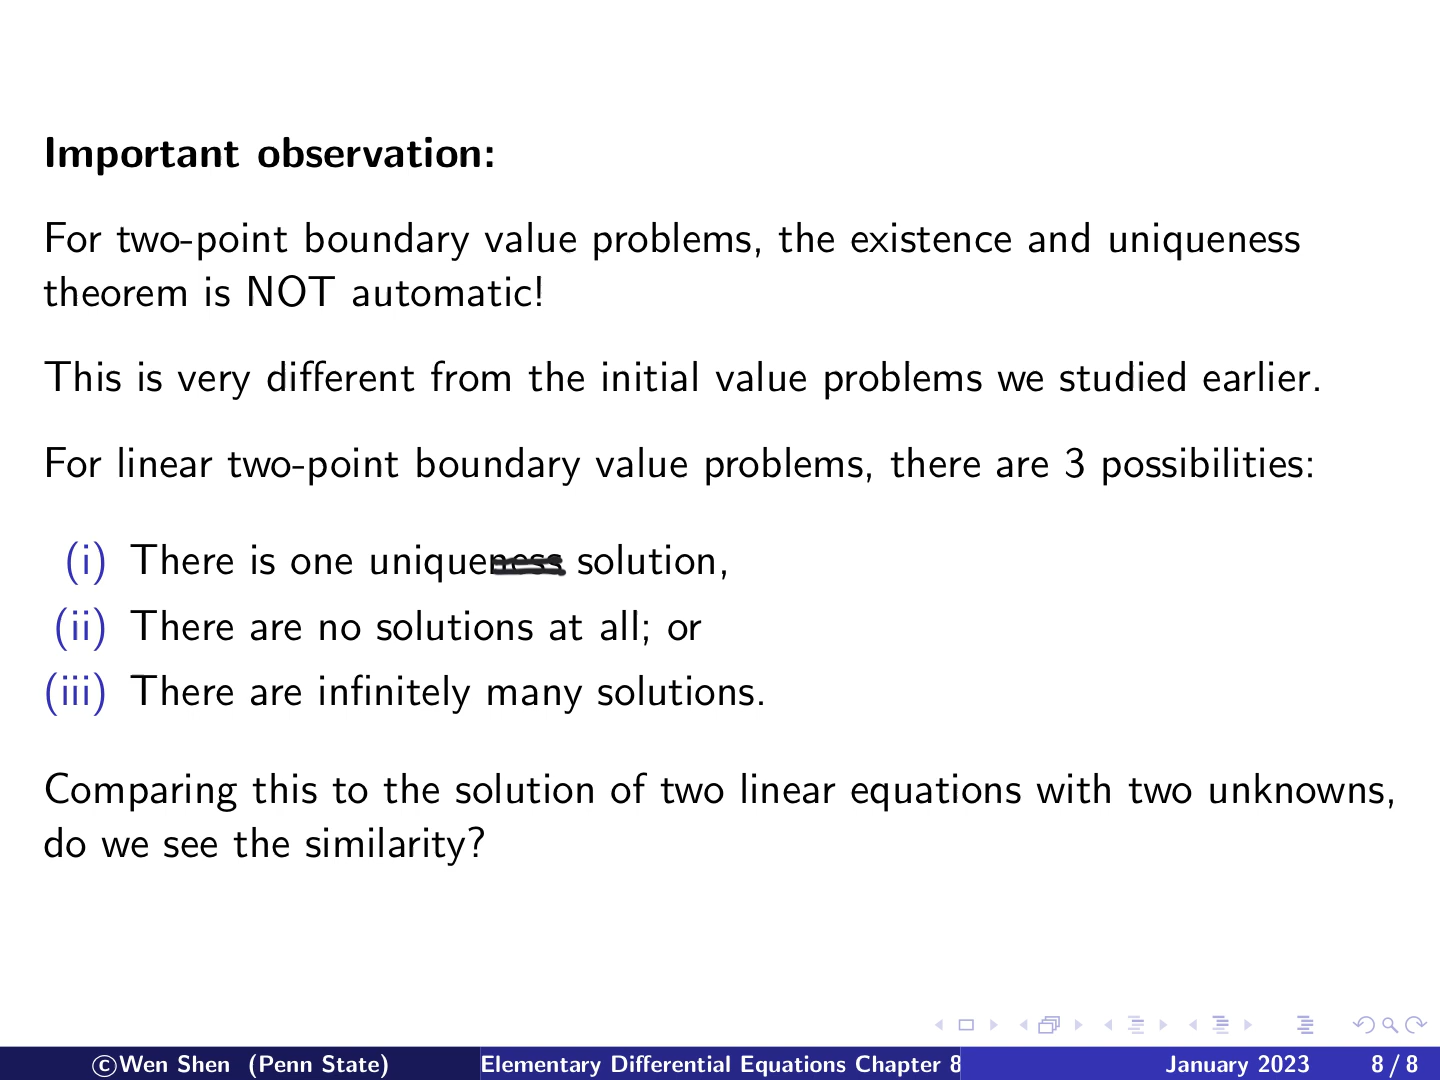 Important observation:
For two-point boundary value problems, the existence and uniqueness
theorem is NOT automatic!
This is very different from the initial value problems we studied earlier.
For linear two-point boundary value problems, there are 3 possibilities:
(i) There is one uniqueness solution,
(ii) There are no solutions at all; or
(iii) There are infinitely many solutions.
Comparing this to the solution of two linear equations with two unknowns,
do we see the similarity?
©Wen Shen (Penn State) Elementary Differential Equations Chapter 8 January 2023 8 / 8